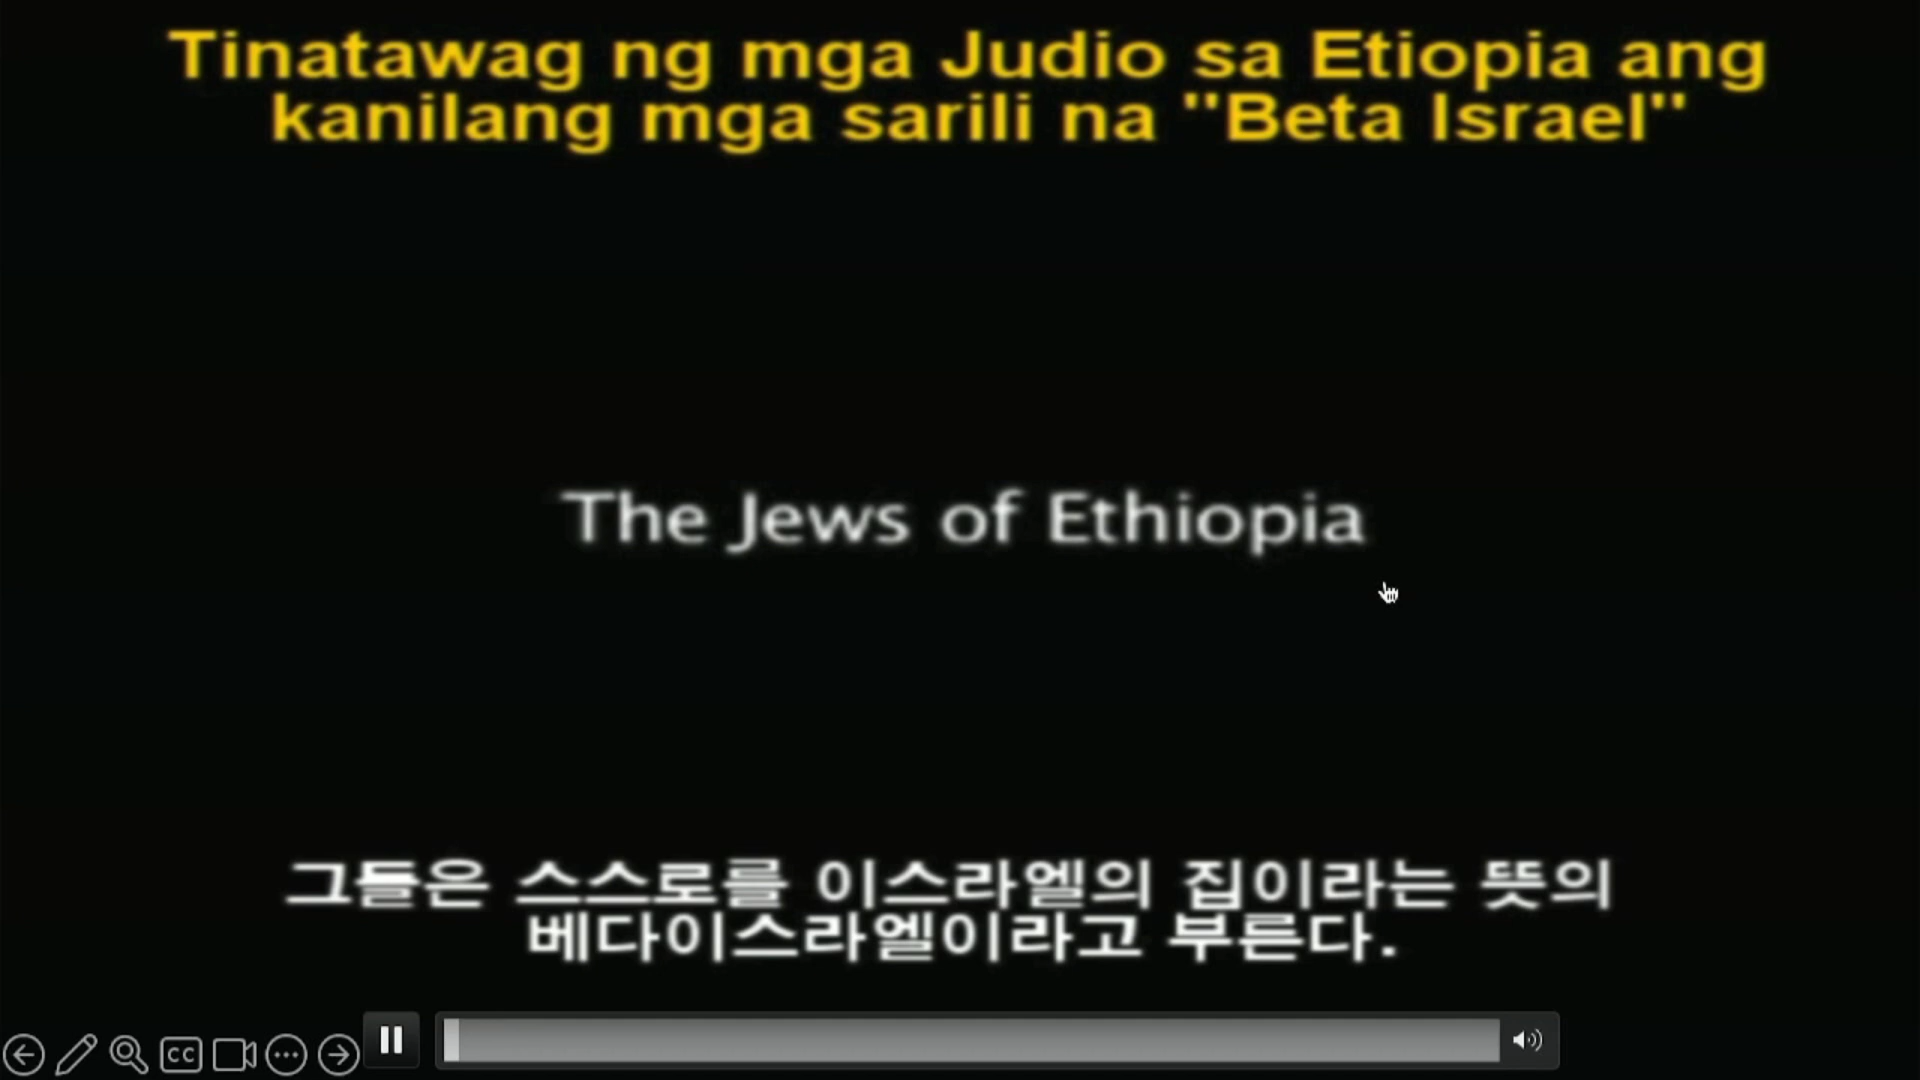 Tinatawag ng mga Judio sa Etiopia ang
kanilang mga sarili na "Beta Israel"
The Jews of Ethiopia
그들은 스스로를 이스라엘의 집이라는 뜻의
베다이스라엘이라고 부른다.
CC